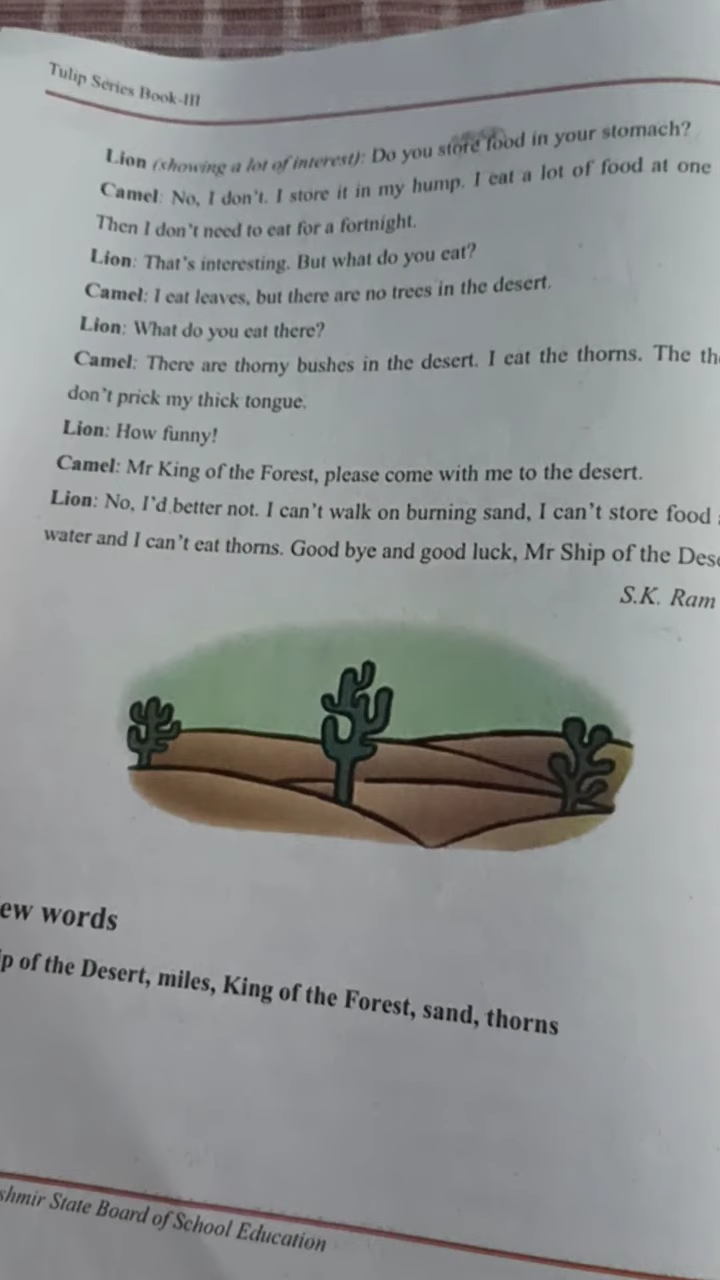 Tulip Series Book-III
Lion (showing a lot of interest): Do you store food in your stomach?
Camel: No, I don't. I store it in my hump. I eat a lot of food at one
Then I don't need to eat for a fortnight.
Lion: That's interesting. But what do you eat?
Camel: I eat leaves, but there are no trees in the desert.
Lion: What do you eat there?
Camel: There are thorny bushes in the desert. I eat the thorns. The
don't prick my thick tongue.
Lion: How funny!
Camel: Mr King of the Forest, please come with me to the desert.
Lion: No, I'd better not. I can't walk on burning sand, I can't store food
water and I can't eat thorns. Good bye and good luck, Mr Ship of the
S.K. Ram
words
of the Desert, miles, King of the Forest, sand, thorns
State Board of School Education